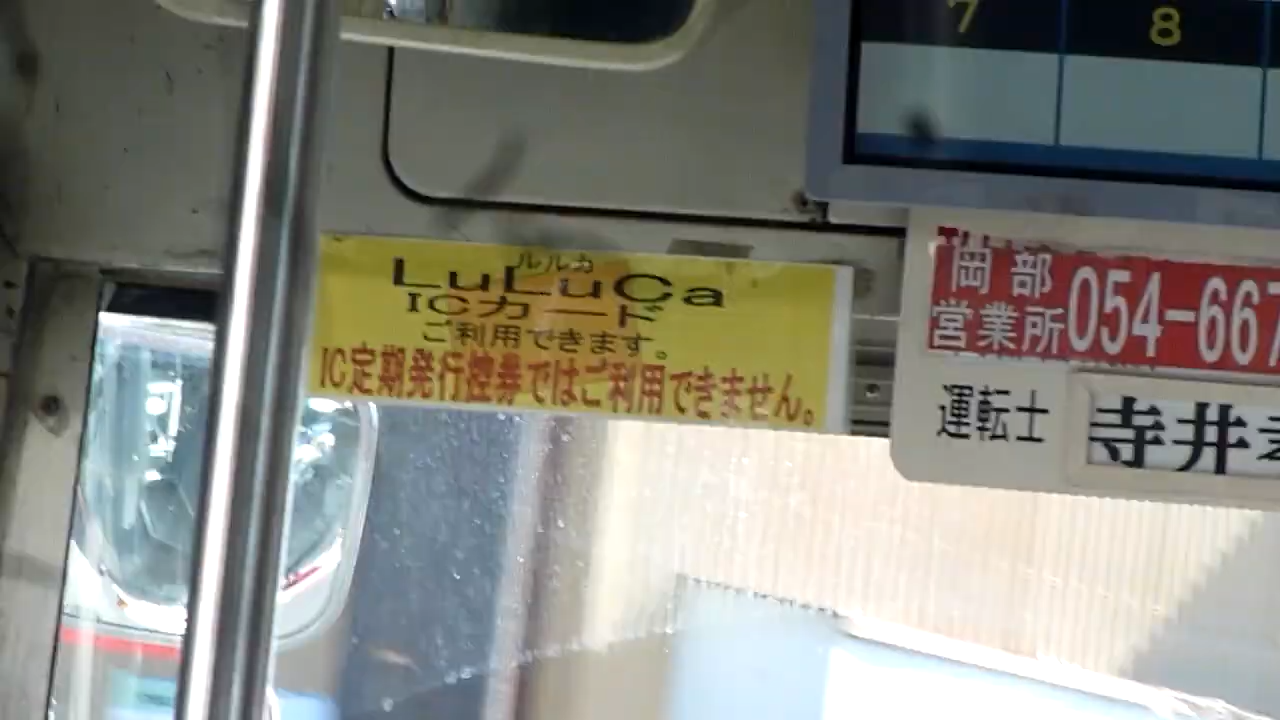 7 8
ルルカ
LuLuCa
ICカード
ご利用できます。
IC定期発行控券ではご利用できません。
岡部
営業所 054-667
運転士 寺井